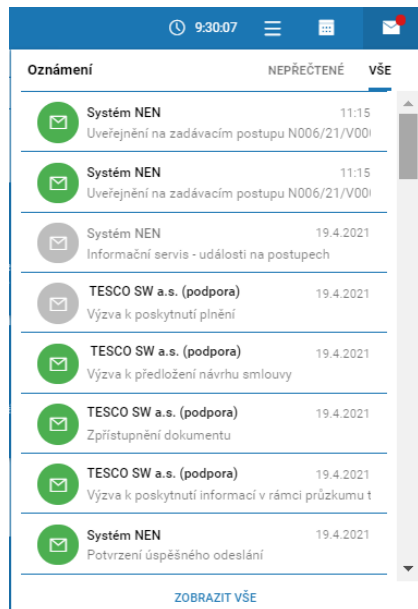 9:30:07
Oznámení NEPŘEČTENÉ VŠE
Systém NEN 11:15
Uveřejnění na zadávacím postupu N006/21/V00
Systém NEN 11:15
Uveřejnění na zadávacím postupu N006/21/V00
Systém NEN 19.4.2021
Informační servis - události na postupech
TESCO SW a.s. (podpora) 19.4.2021
Výzva k poskytnutí plnění
TESCO SW a.s. (podpora) 19.4.2021
Výzva k předložení návrhu smlouvy
TESCO SW a.s. (podpora) 19.4.2021
Zpřístupnění dokumentu
TESCO SW a.s. (podpora) 19.4.2021
Výzva k poskytnutí informací v rámci průzkumu t
Systém NEN 19.4.2021
Potvrzení úspěšného odeslání
ZOBRAZIT VŠE